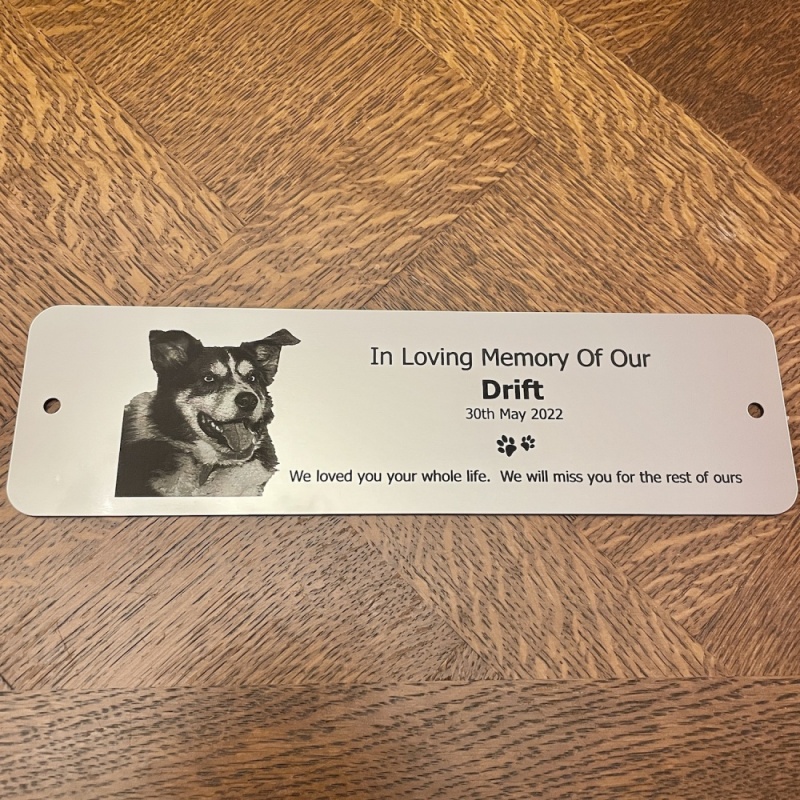 In Loving Memory Of Our
Drift
30th May 2022
We loved you your whole life.  We will miss you for the rest of ours